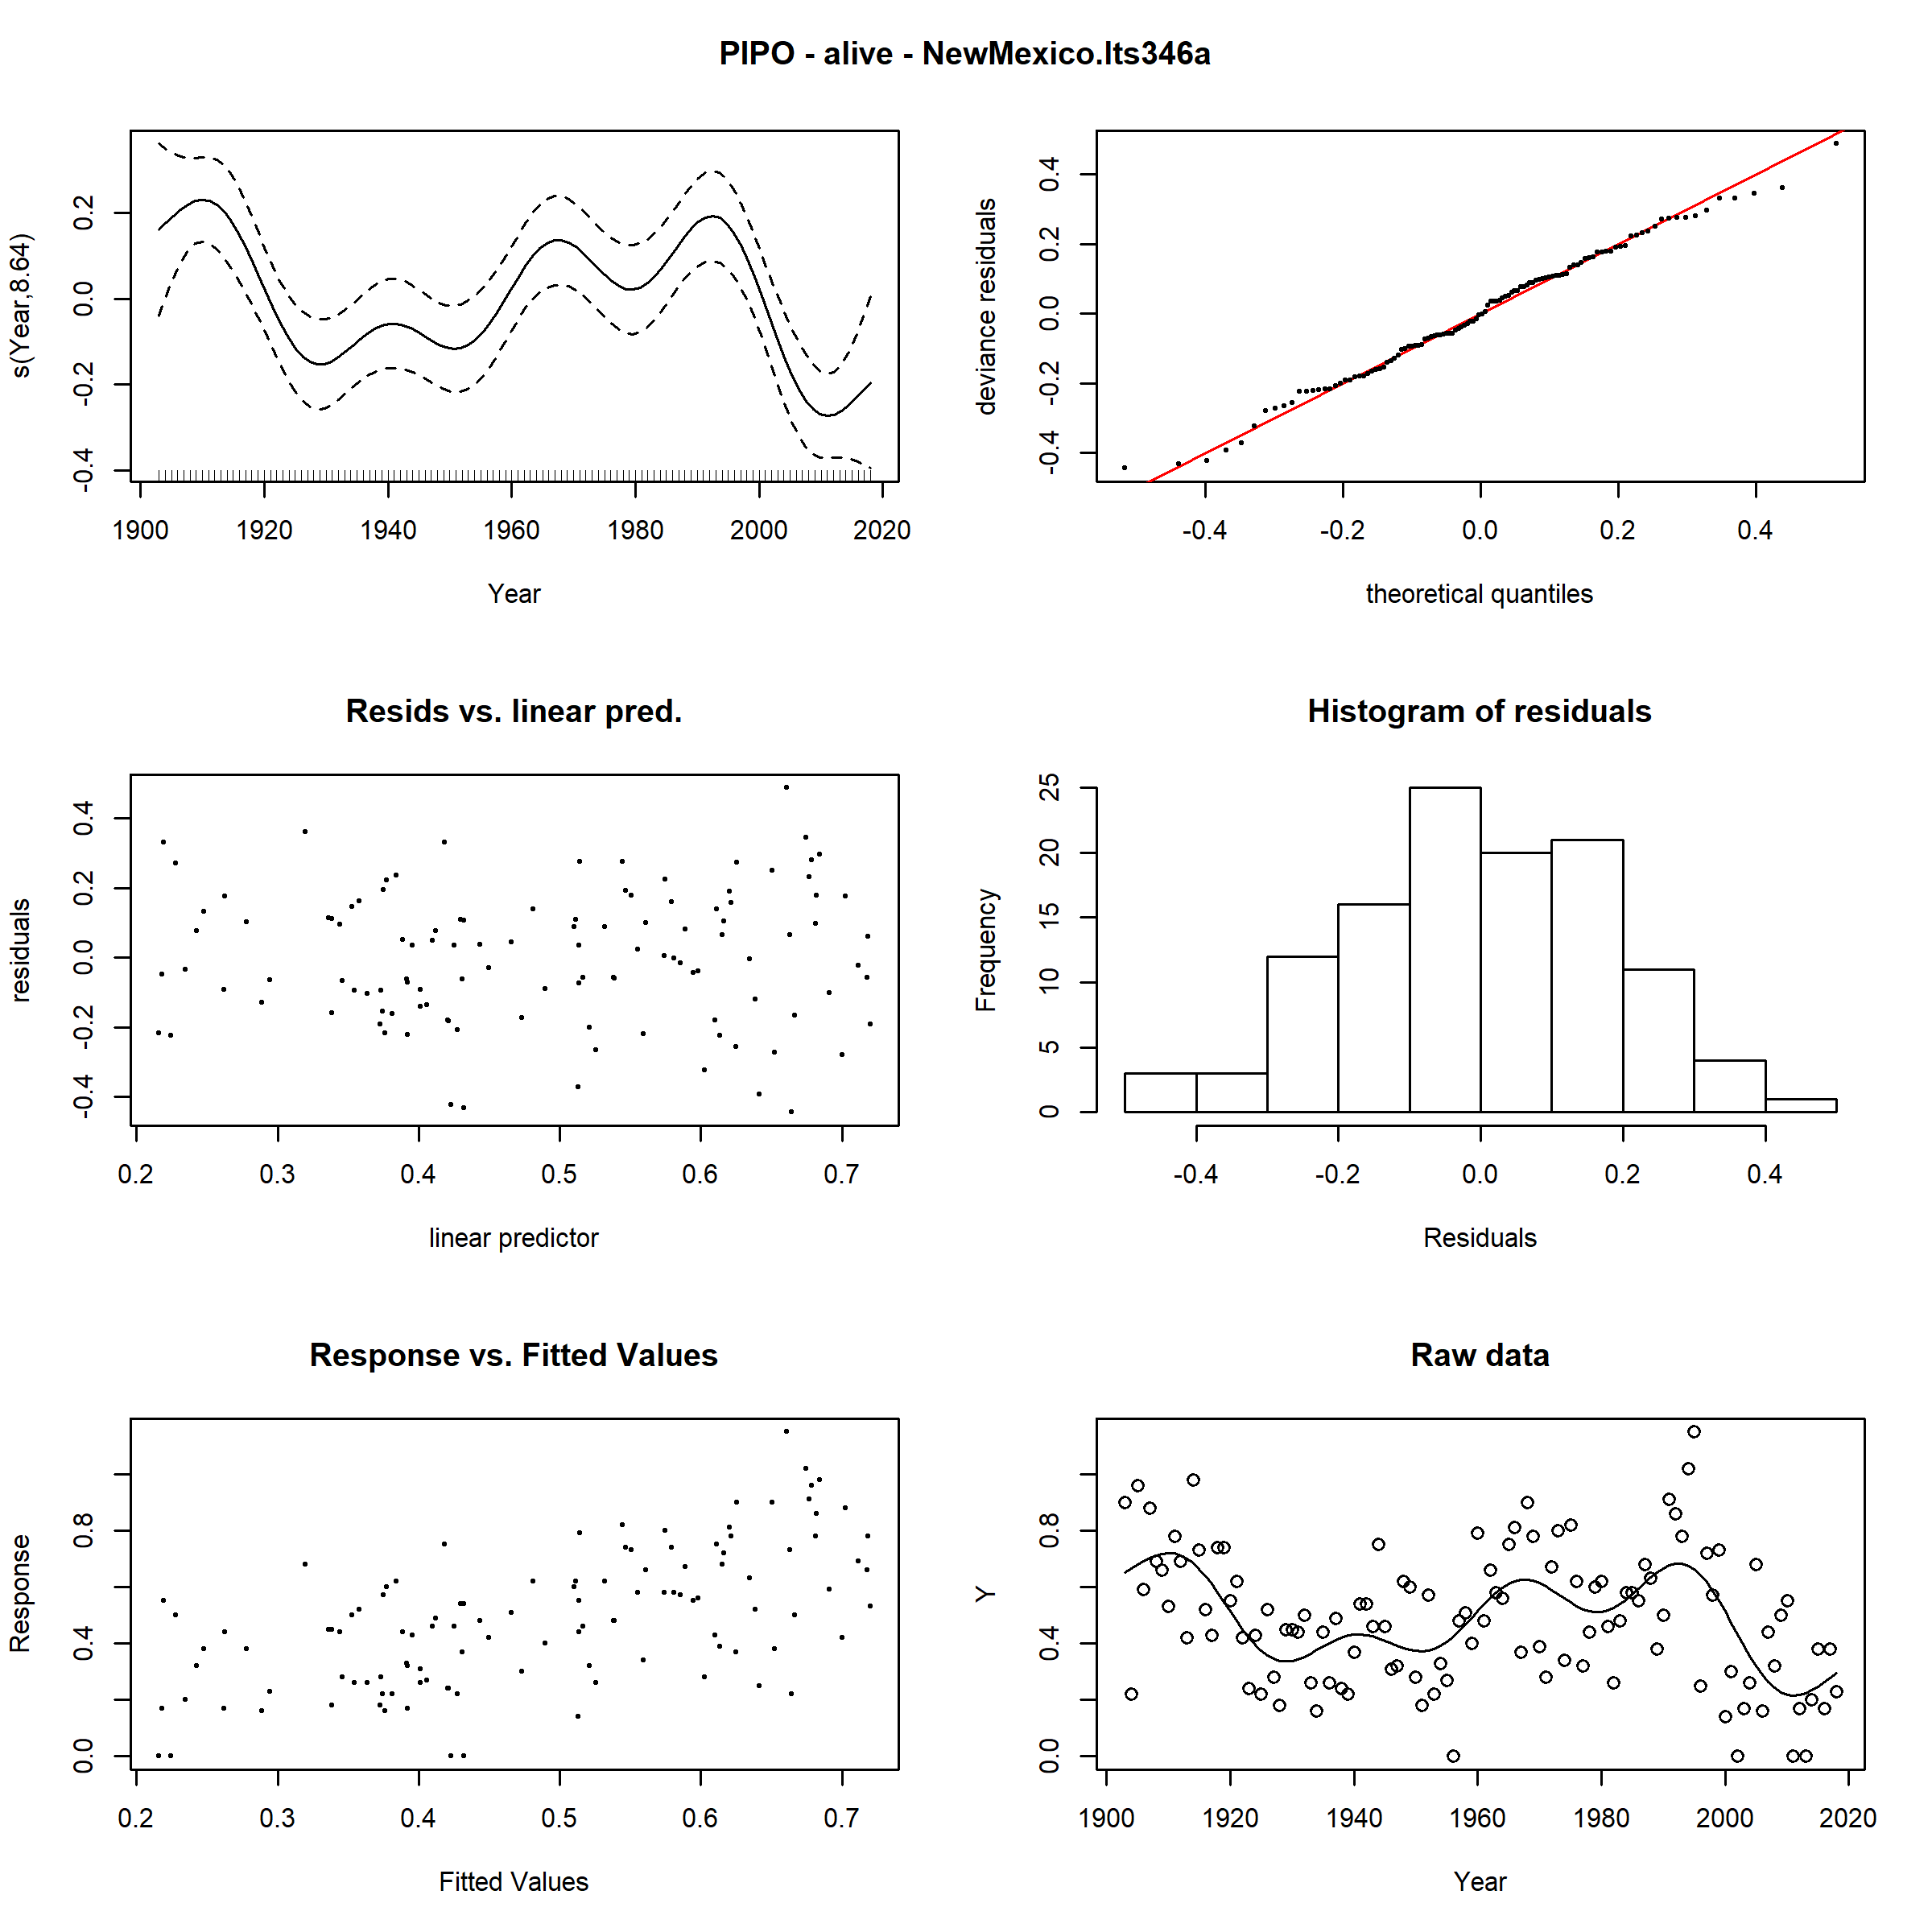 PIPO - alive - NewMexico.lts346a
s(Year,8.64)
-0.4 -0.2 0.0 0.2
1900 1920 1940 1960 1980 2000 2020
Year
deviance residuals
-0.4 -0.2 0.0 0.2 0.4
-0.4 -0.2 0.0 0.2 0.4
theoretical quantiles
Resids vs. linear pred.
residuals
-0.4 -0.2 0.0 0.2 0.4
0.2 0.3 0.4 0.5 0.6 0.7
linear predictor
Histogram of residuals
Frequency
0 5 10 15 20 25
-0.4 -0.2 0.0 0.2 0.4
Residuals
Response vs. Fitted Values
Response
0.0 0.4 0.8
0.2 0.3 0.4 0.5 0.6 0.7
Fitted Values
Raw data
Y
0.0 0.4 0.8
1900 1920 1940 1960 1980 2000 2020
Year